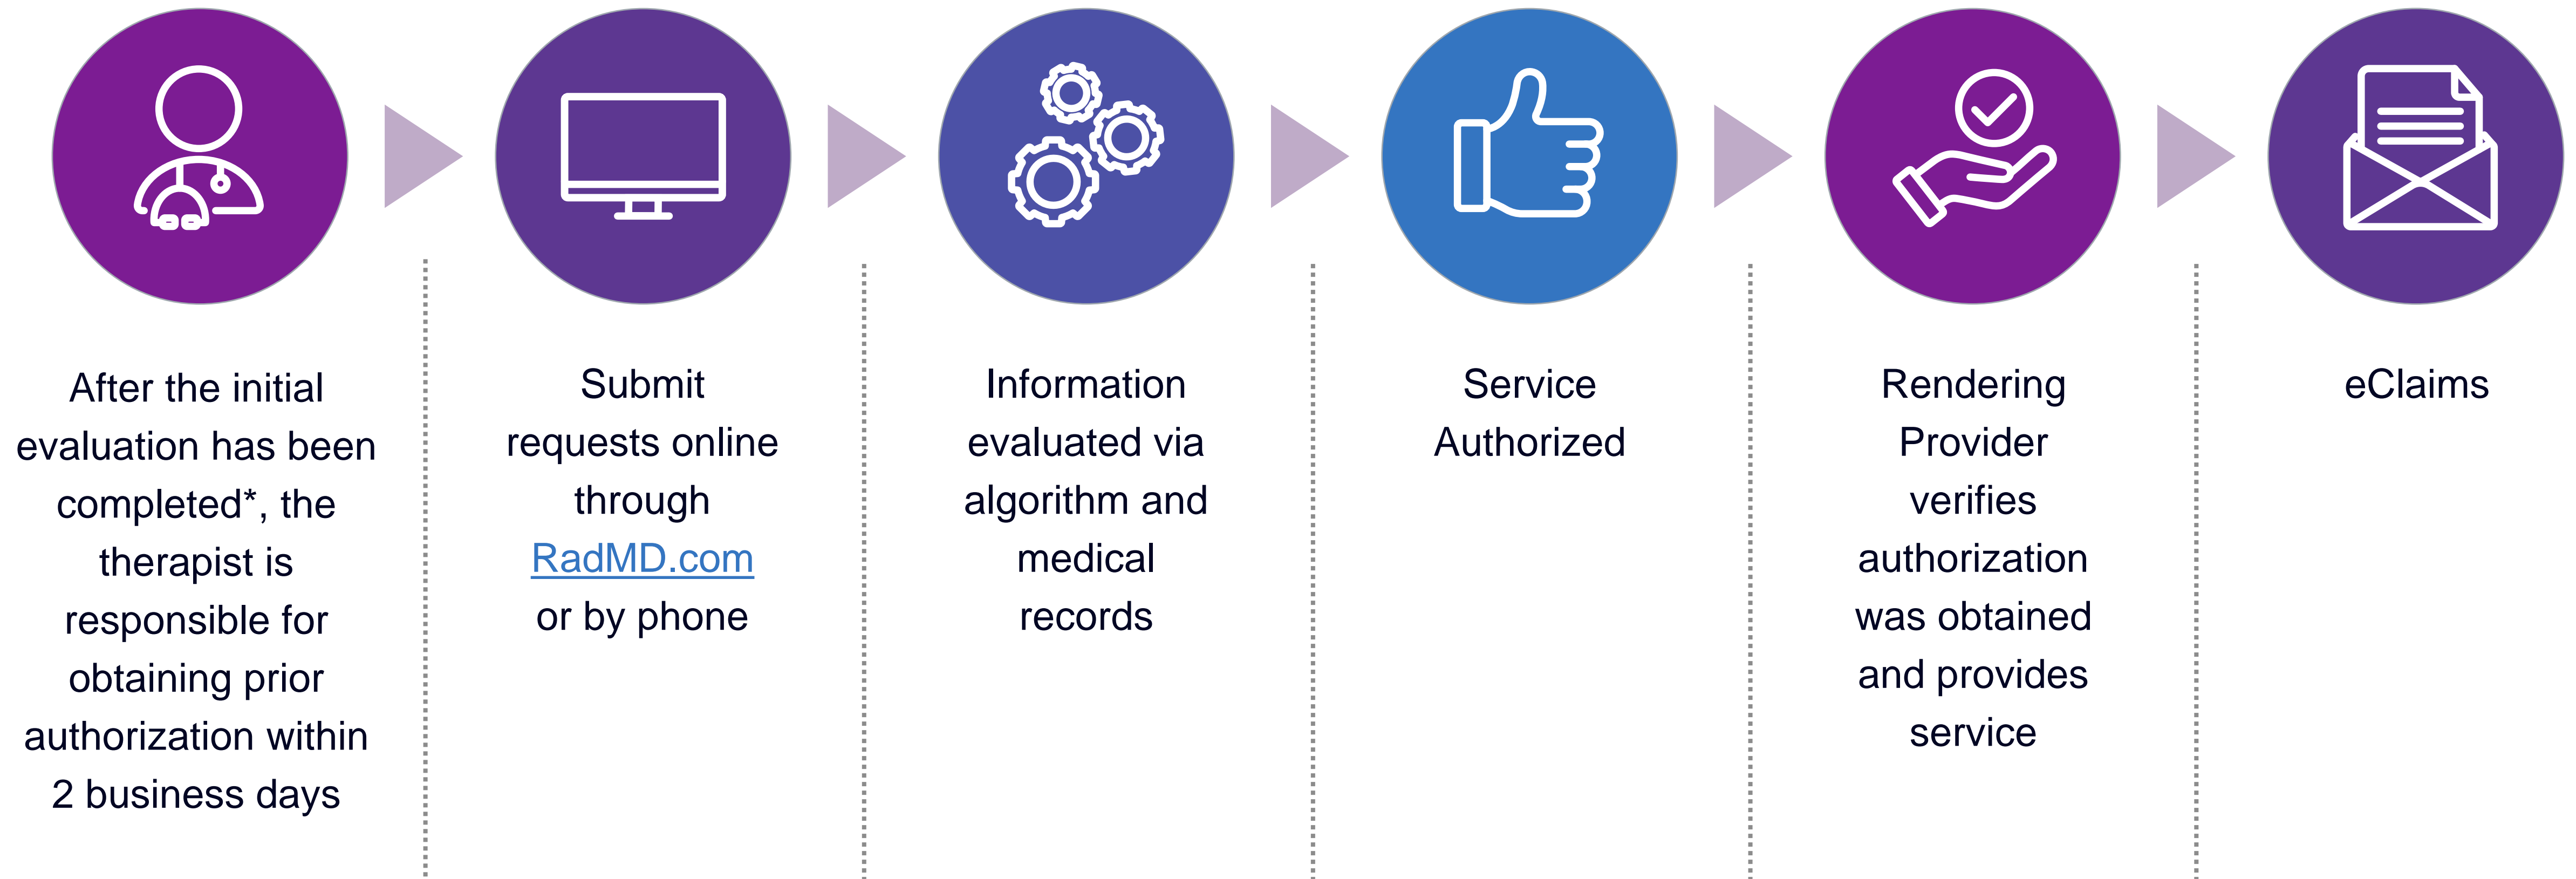 After the initial
evaluation has been
completed*, the
therapist is
responsible for
obtaining prior
authorization within
2 business days
Submit
requests online
through
RadMD.com
or by phone
Information
evaluated via
algorithm and
medical
records
Service
Authorized
Rendering
Provider
verifies
authorization
was obtained
and provides
service
eClaims